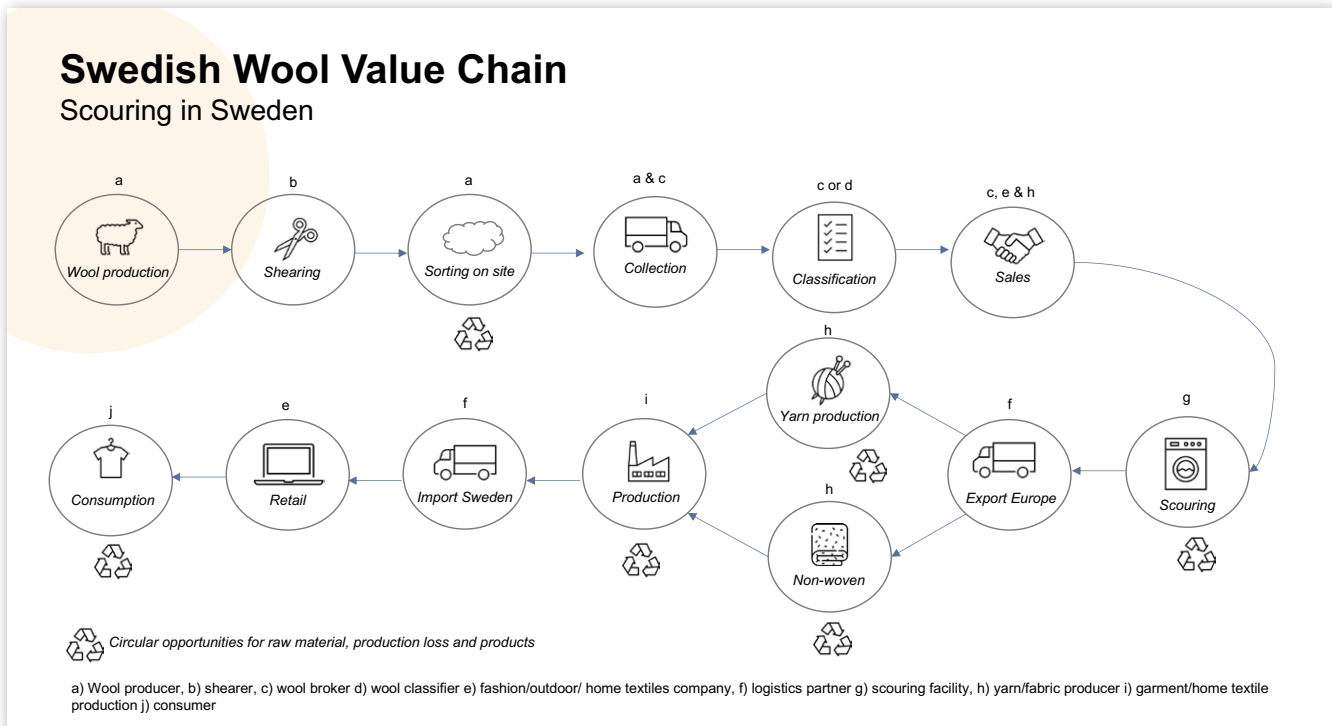 Swedish Wool Value Chain
Scouring in Sweden
a
b
a
a & c
c or d
c, e & h
Wool production
Shearing
Sorting on site
Collection
Classification
Sales
h
Yarn production
j
e
f
i
f
g
Consumption
Retail
Import Sweden
Production
Export Europe
Scouring
h
Non-woven
Circular opportunities for raw material, production loss and products
a) Wool producer, b) shearer, c) wool broker d) wool classifier e) fashion/outdoor/ home textiles company, f) logistics partner g) scouring facility, h) yarn/fabric producer i) garment/home textile
production j) consumer